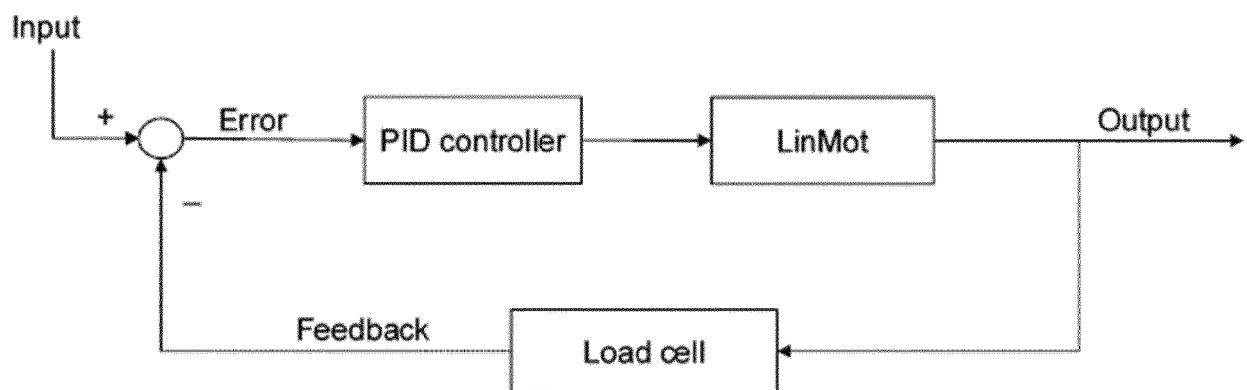 Input
+
Error
PID controller
LinMot
Output
–
Feedback
Load cell